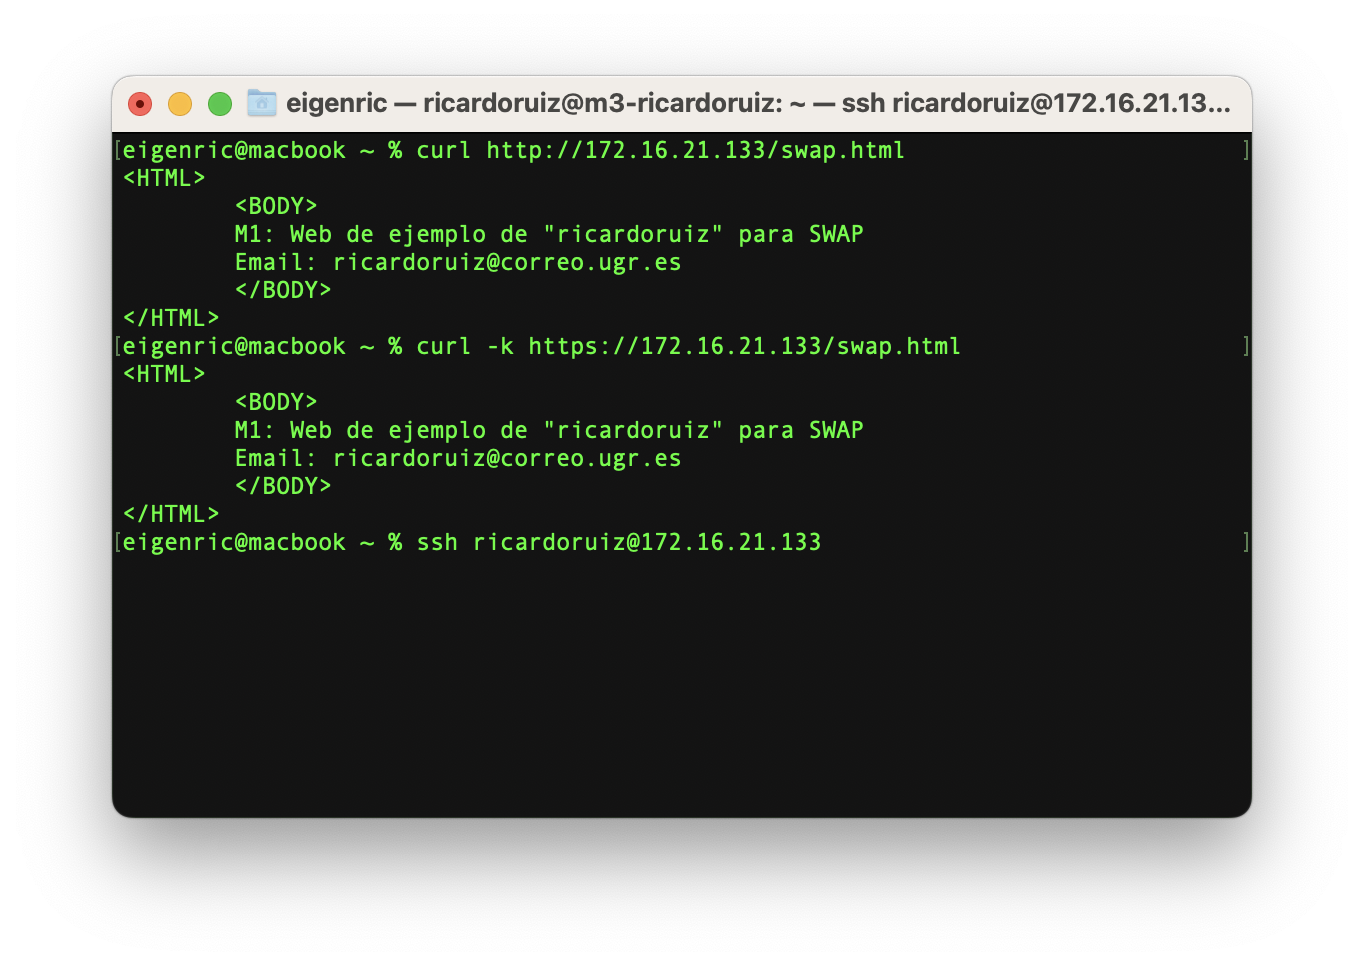 eigenric — ricardoruiz@m3-ricardoruiz: ~ — ssh ricardoruiz@172.16.21.13...
[eigenric@macbook ~ % curl http://172.16.21.133/swap.html ]
<HTML>
        <BODY>
        M1: Web de ejemplo de "ricardoruiz" para SWAP
        Email: ricardoruiz@correo.ugr.es
        </BODY>
</HTML>
[eigenric@macbook ~ % curl -k https://172.16.21.133/swap.html ]
<HTML>
        <BODY>
        M1: Web de ejemplo de "ricardoruiz" para SWAP
        Email: ricardoruiz@correo.ugr.es
        </BODY>
</HTML>
[eigenric@macbook ~ % ssh ricardoruiz@172.16.21.133 ]